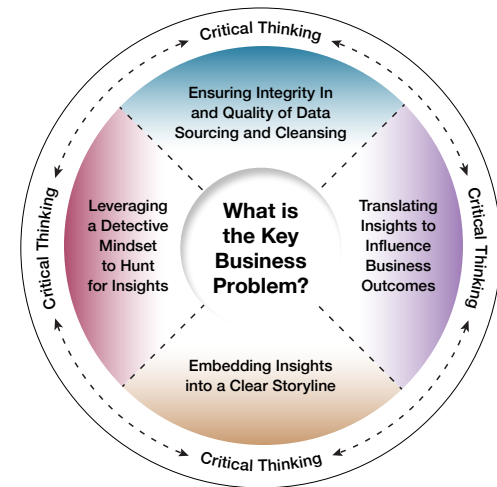 Critical Thinking
Ensuring Integrity In
and Quality of Data
Sourcing and Cleansing
Critical Thinking
Leveraging
a Detective
Mindset
to Hunt
for Insights
What is
the Key
Business
Problem?
Translating
Insights to
Influence
Business
Outcomes
Critical Thinking
Embedding Insights
into a Clear Storyline
Critical Thinking